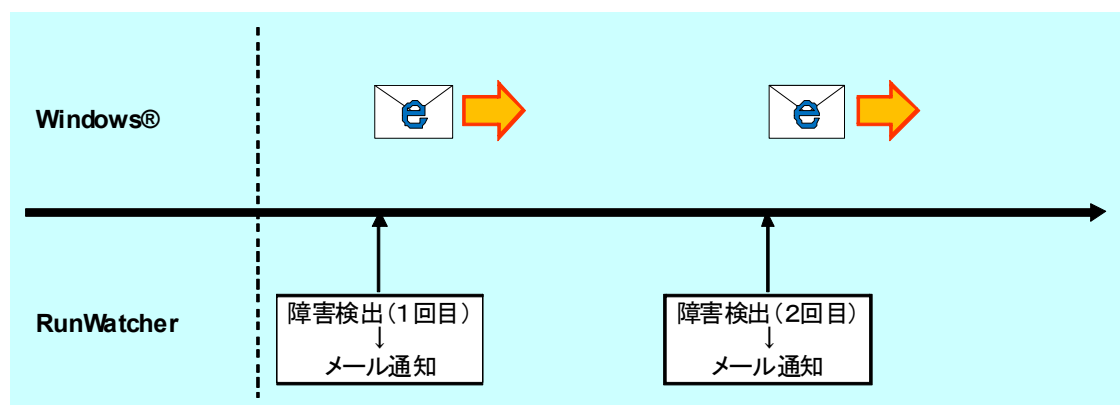 Windows®
e
e
RunWatcher
障害検出(1回目)
↓
メール通知
障害検出(2回目)
↓
メール通知